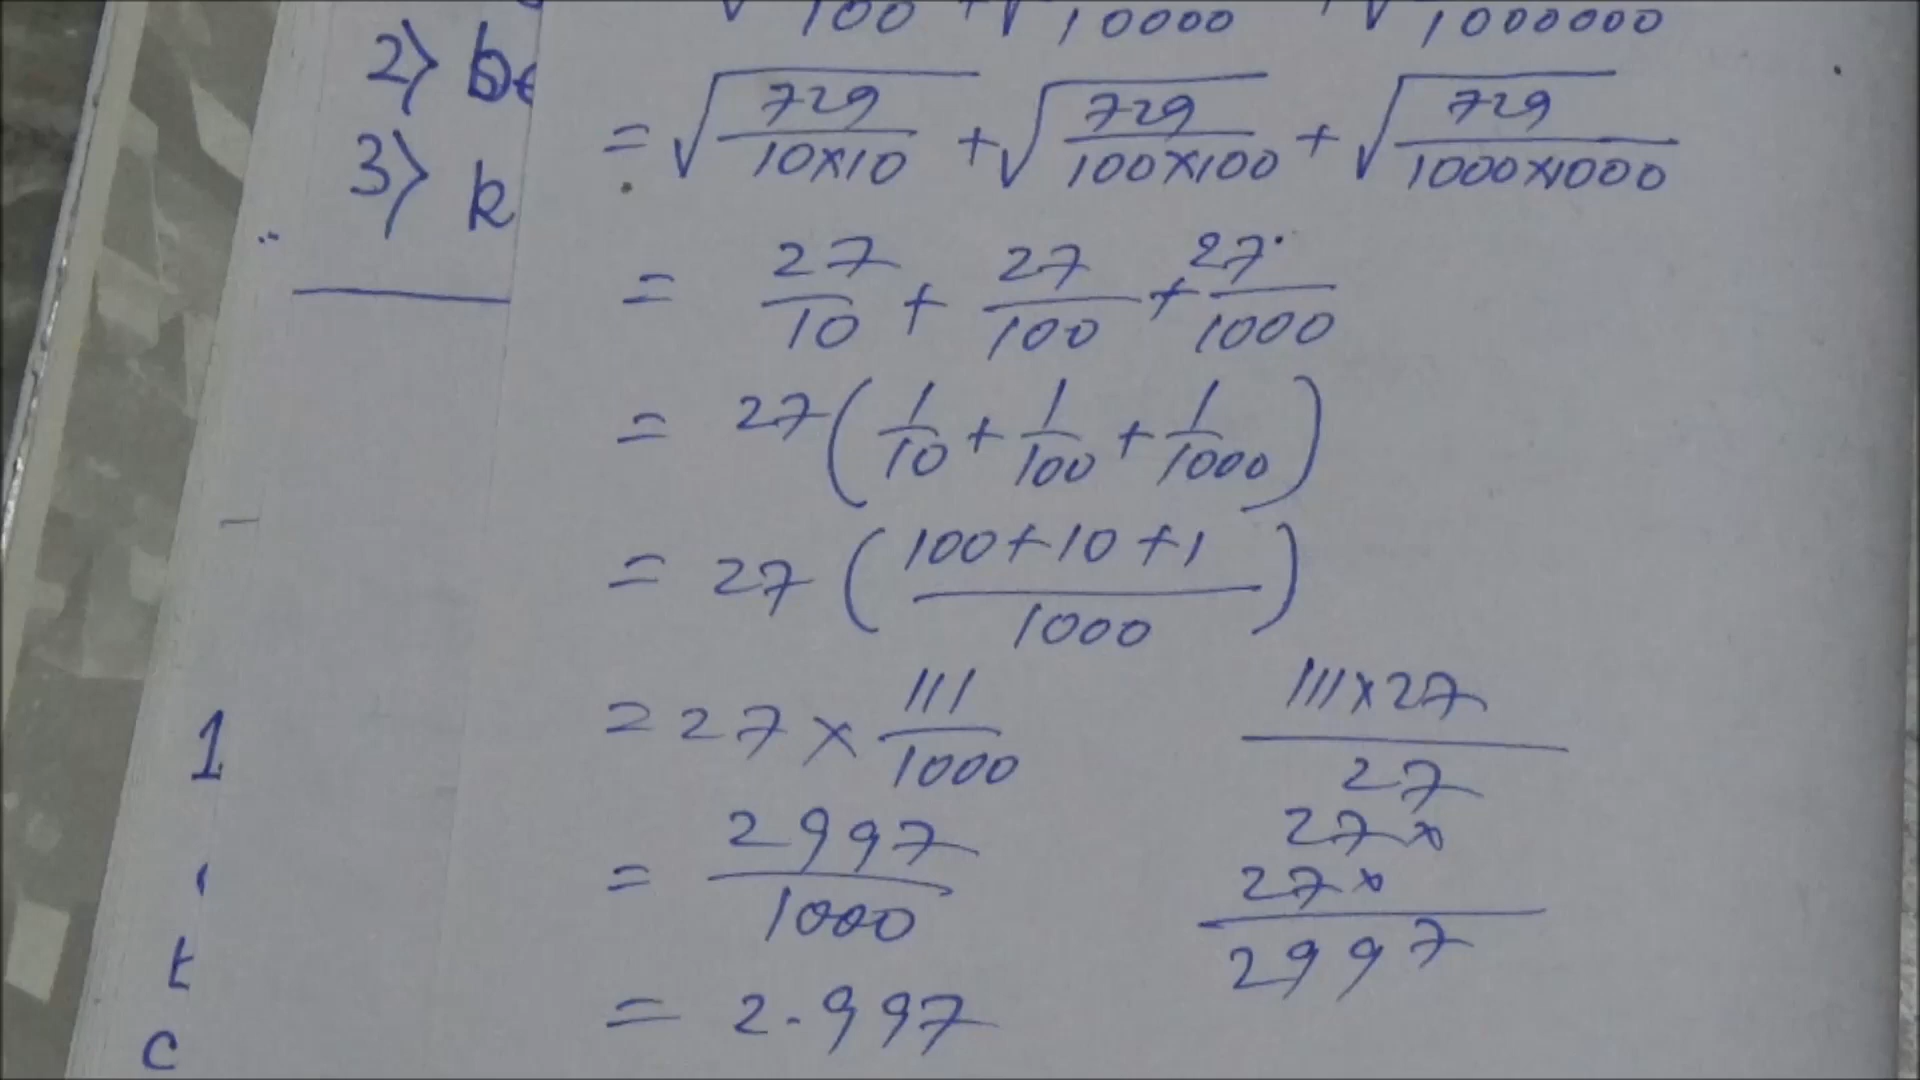 √ 100 + √ 10000 + √ 1000000
2)
3) k
= √(729/(10×10)) + √(729/(100×100)) + √(729/(1000×1000))
= 27/10 + 27/100 + 27/1000
= 27 (1/10 + 1/100 + 1/1000)
= 27 ((100+10+1)/1000)
= 27 × 111/1000
= 2997/1000
= 2.997
111×27
27
27×
27×
2997
1
t
c